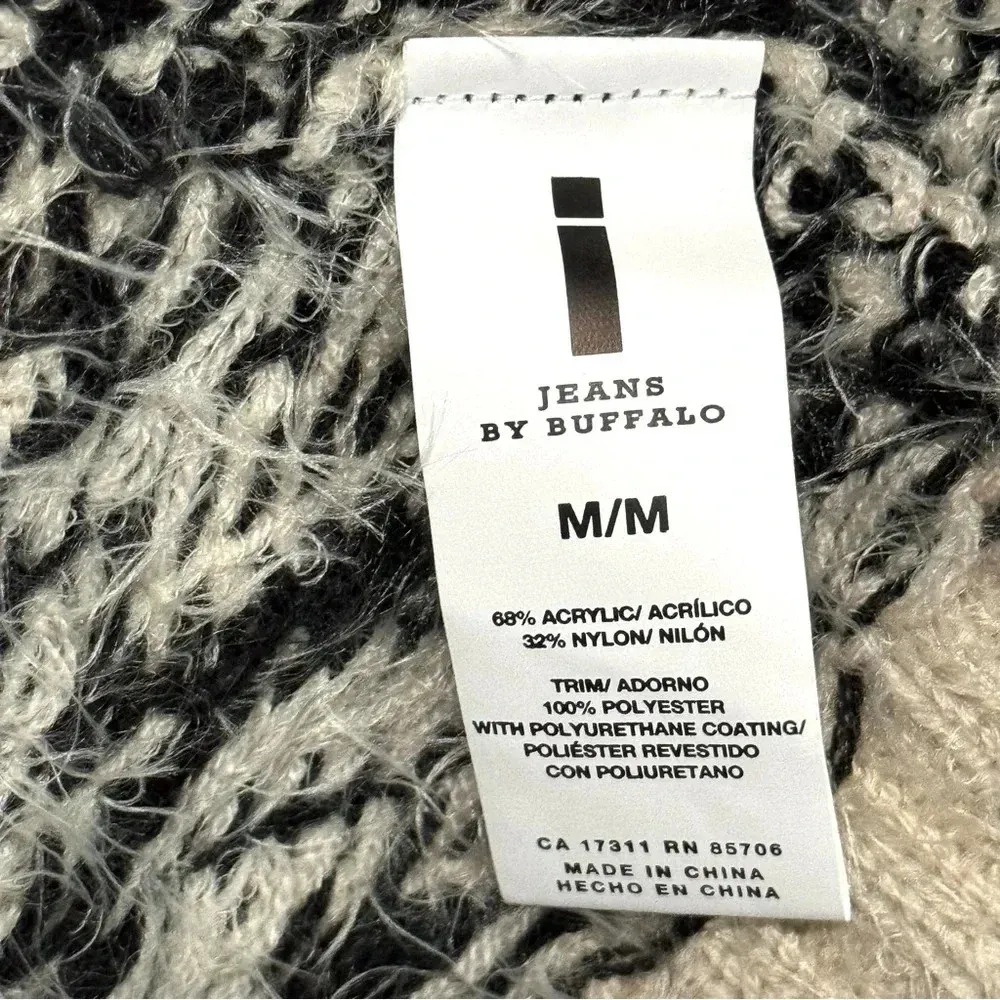 i
JEANS
BY BUFFALO
M/M
68% ACRYLIC/ ACRÍLICO
32% NYLON/ NILÓN
TRIM/ ADORNO
100% POLYESTER
WITH POLYURETHANE COATING/
POLIÉSTER REVESTIDO
CON POLIURETANO
CA 17311 RN 85706
MADE IN CHINA
HECHO EN CHINA